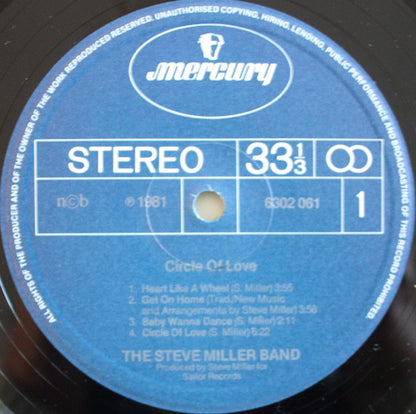 ALL RIGHTS OF THE PRODUCER AND OF THE OWNER OF THE WORK REPRODUCED RESERVED. UNAUTHORISED COPYING, HIRING, LENDING, PUBLIC PERFORMANCE AND BROADCASTING OF THIS RECORD PROHIBITED.
mercury
STEREO 33 1/3
n©b ℗ 1981 6302 061 1
Circle Of Love
1. Heart Like A Wheel (S. Miller) 3:55
2. Get On Home (Trad/New Music
and Arrangements by Steve Miller) 3:58
3. Baby Wanna Dance (S. Miller) 2:11
4. Circle Of Love (S. Miller) 6:22
THE STEVE MILLER BAND
Produced by Steve Miller for
Sailor Records.